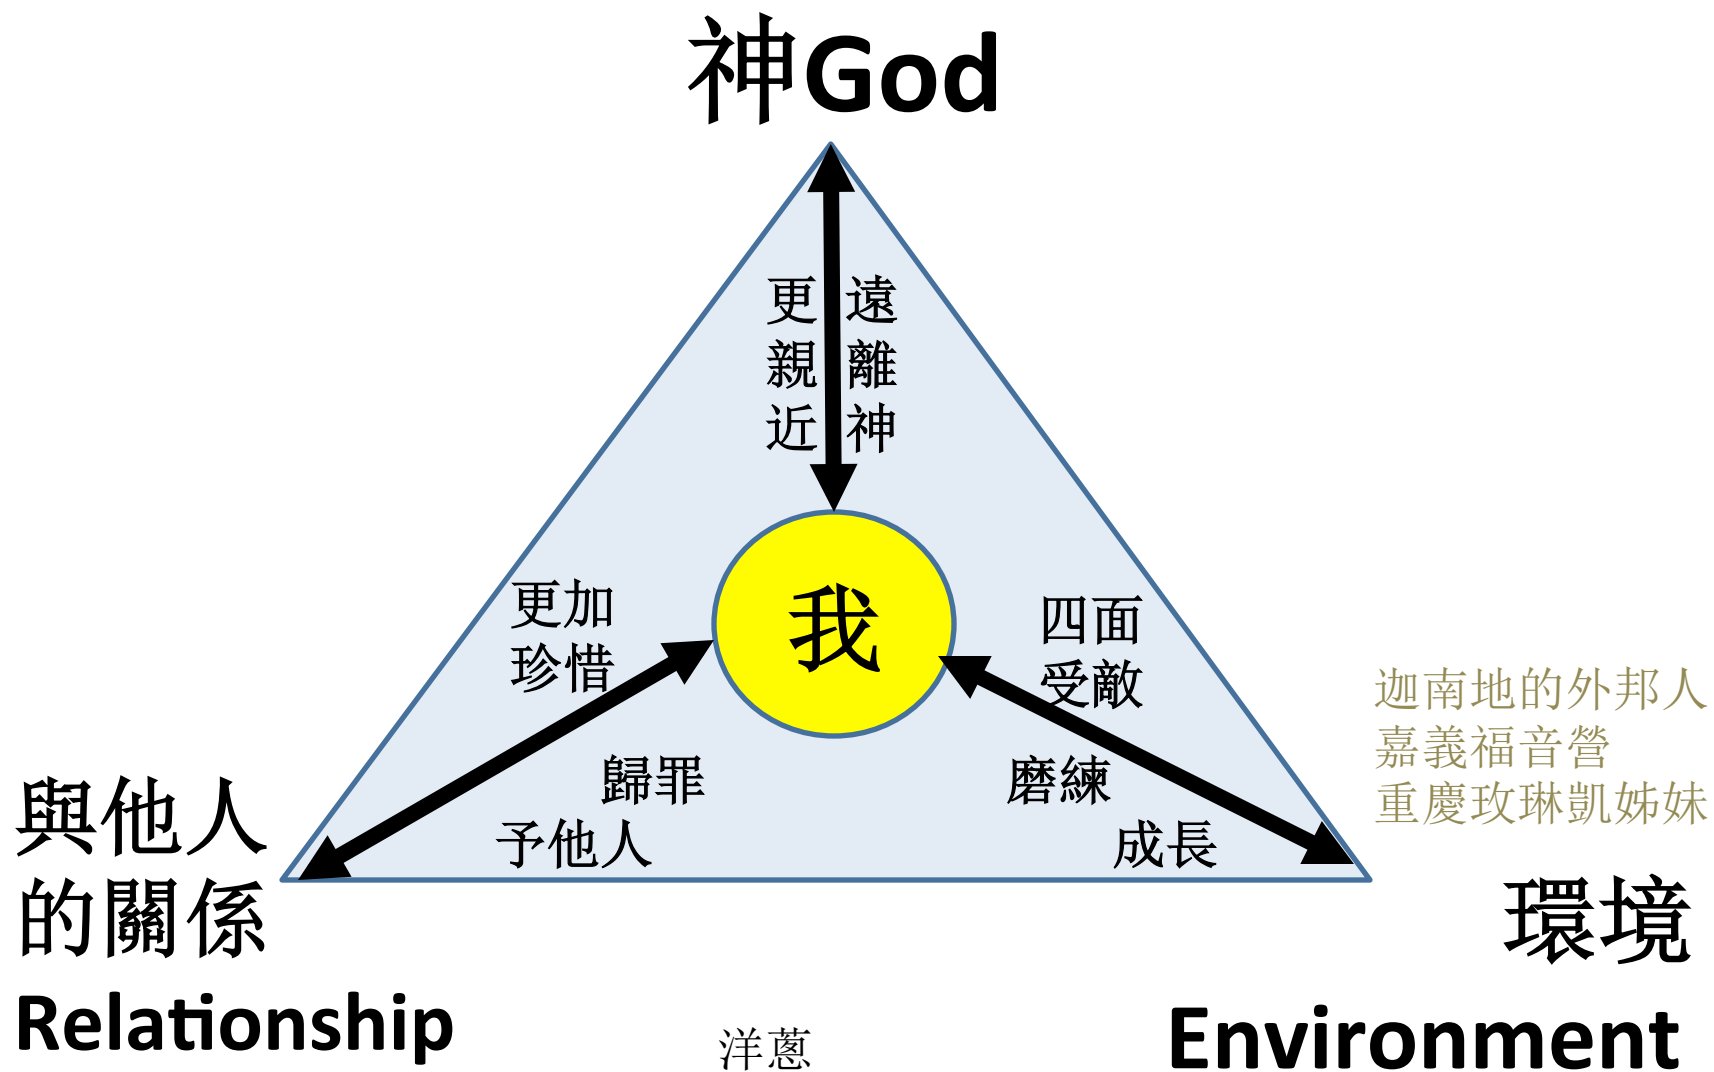 神God
更親近
遠離神
我
更加
珍惜
四面
受敵
歸罪
予他人
磨練
成長
迦南地的外邦人
嘉義福音營
重慶玫琳凱姊妹
與他人
的關係
Relationship
環境
Environment
洋蔥